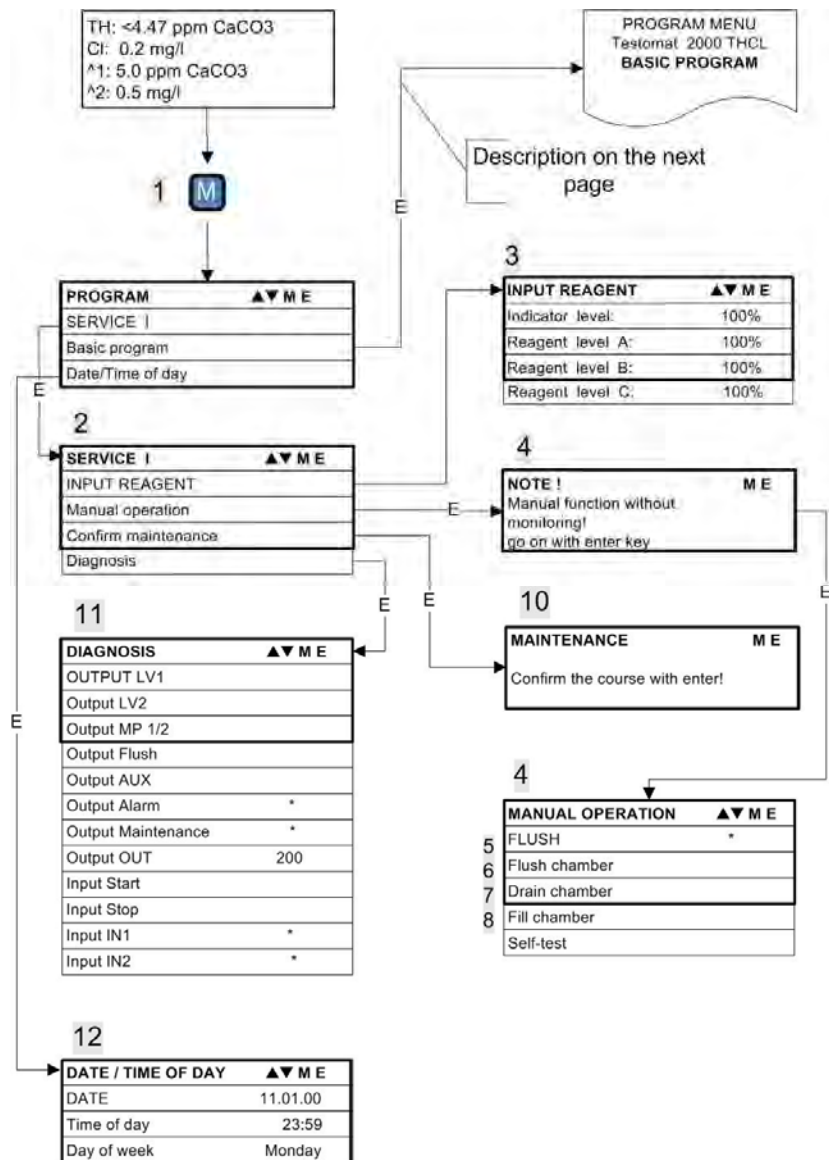 TH: <4.47 ppm CaCO3
Cl: 0.2 mg/l
^1: 5.0 ppm CaCO3
^2: 0.5 mg/l
PROGRAM MENU
Testomat 2000 THCL
BASIC PROGRAM
Description on the next
page
1 M
E
PROGRAM ▲▼ M E
SERVICE I
Basic program
Date/Time of day
E
3
INPUT REAGENT ▲▼ M E
Indicator level: 100%
Reagent level A: 100%
Reagent level B: 100%
Reagent level C: 100%
2
SERVICE I ▲▼ M E
INPUT REAGENT
Manual operation
Confirm maintenance
Diagnosis
E
4
NOTE ! M E
Manual function without
monitoring!
go on with enter key
E
E
E
10
MAINTENANCE M E
Confirm the course with enter!
11
DIAGNOSIS ▲▼ M E
OUTPUT LV1
Output LV2
Output MP 1/2
Output Flush
Output AUX
Output Alarm *
Output Maintenance *
Output OUT 200
Input Start
Input Stop
Input IN1 *
Input IN2 *
E
4
MANUAL OPERATION ▲▼ M E
5 FLUSH *
6 Flush chamber
7 Drain chamber
8 Fill chamber
Self-test
12
DATE / TIME OF DAY ▲▼ M E
DATE 11.01.00
Time of day 23:59
Day of week Monday